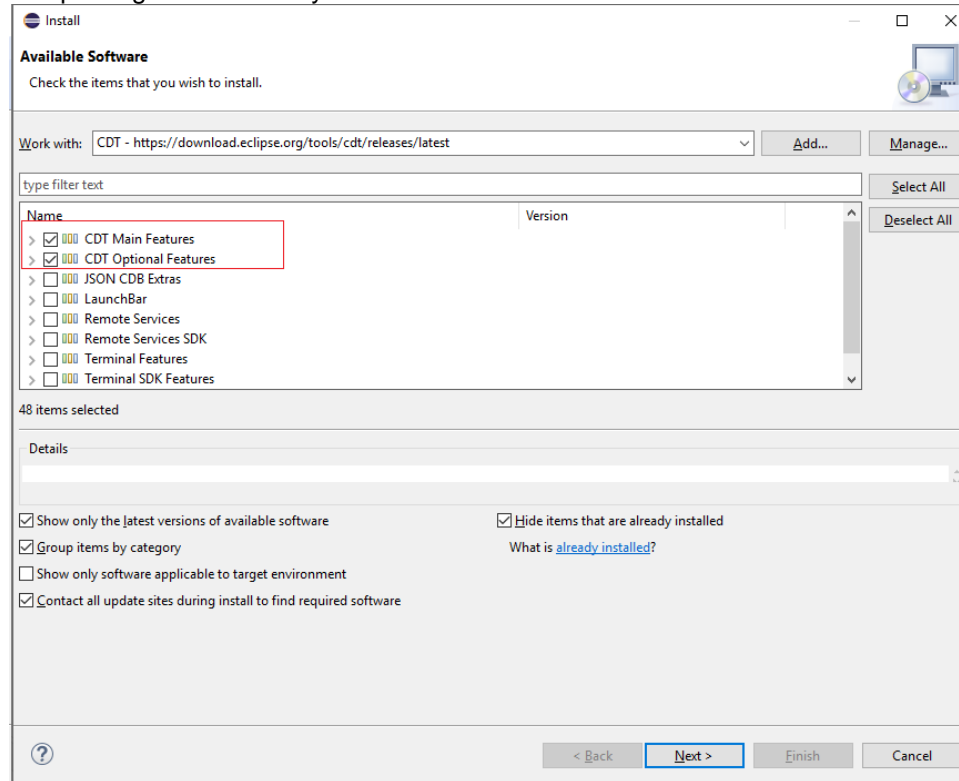 Install
Available Software
Check the items that you wish to install.
Work with: CDT - https://download.eclipse.org/tools/cdt/releases/latest Add... Manage...
type filter text Select All
Name Version Deselect All
CDT Main Features
CDT Optional Features
JSON CDB Extras
LaunchBar
Remote Services
Remote Services SDK
Terminal Features
Terminal SDK Features
48 items selected
Details
Show only the latest versions of available software Hide items that are already installed
Group items by category What is already installed?
Show only software applicable to target environment
Contact all update sites during install to find required software
< Back Next > Finish Cancel